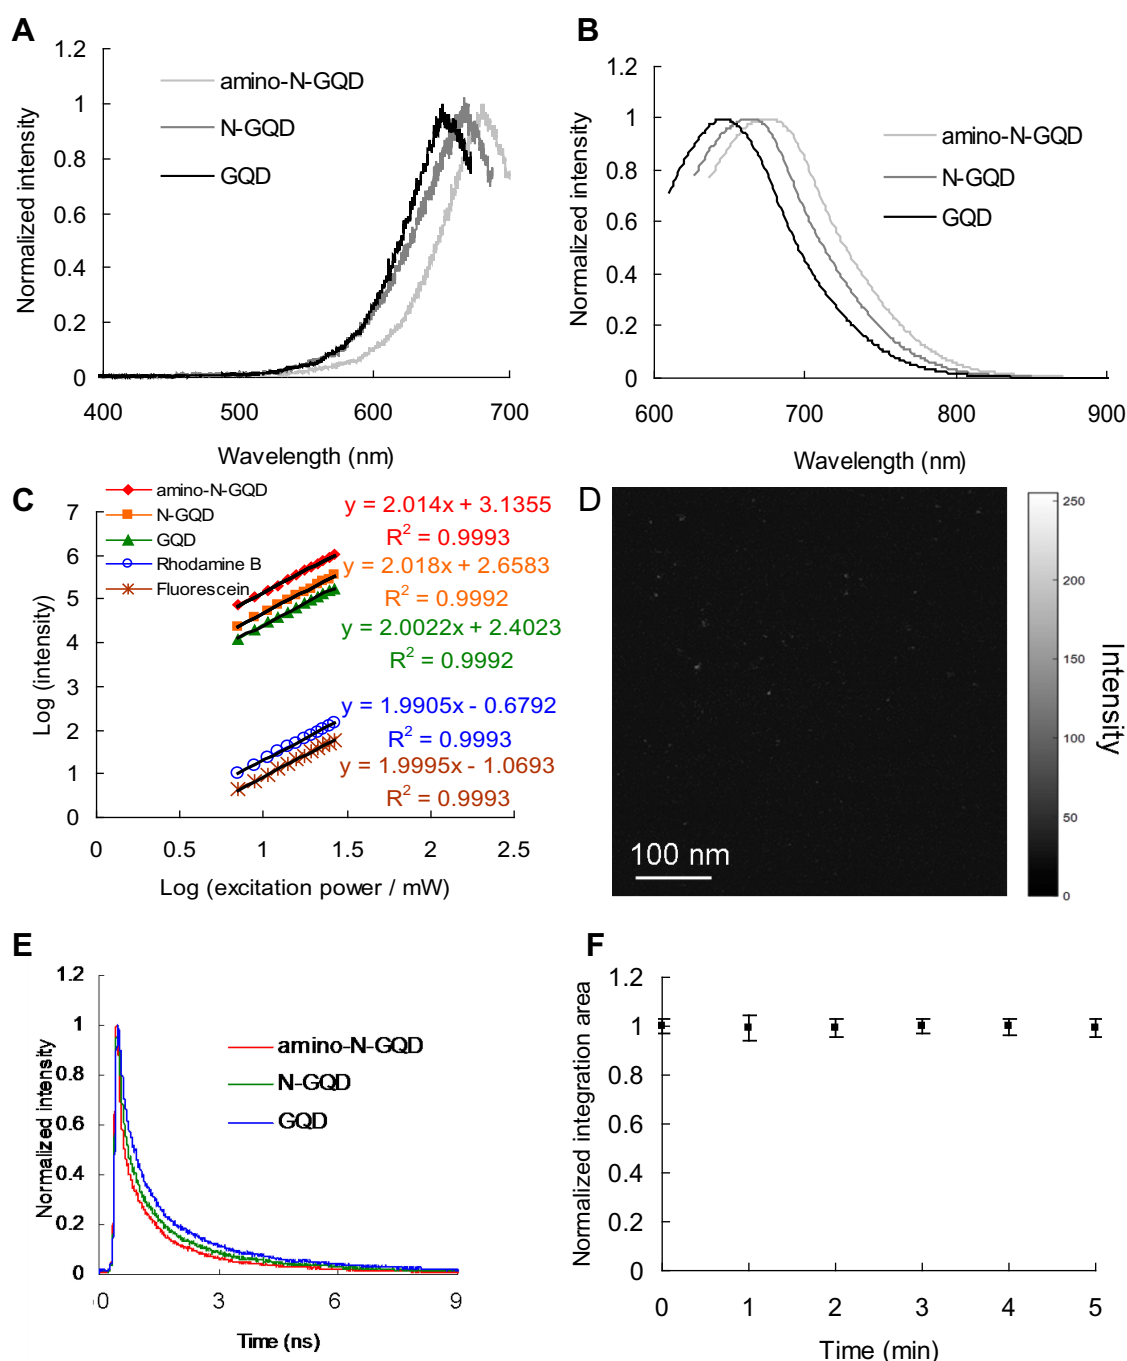 A
1.2
1
0.8
0.6
0.4
0.2
0
400
500
600
700
Normalized intensity
Wavelength (nm)
amino-N-GQD
N-GQD
GQD
B
1.2
1
0.8
0.6
0.4
0.2
0
600
700
800
900
Normalized intensity
Wavelength (nm)
amino-N-GQD
N-GQD
GQD
C
amino-N-GQD
N-GQD
GQD
Rhodamine B
Fluorescein
7
6
5
4
3
2
1
0
0
0.5
1
1.5
2
2.5
Log (intensity)
Log (excitation power / mW)
y = 2.014x + 3.1355
R² = 0.9993
y = 2.018x + 2.6583
R² = 0.9992
y = 2.0022x + 2.4023
R² = 0.9992
y = 1.9905x - 0.6792
R² = 0.9993
y = 1.9995x - 1.0693
R² = 0.9993
D
100 nm
250
200
150
100
50
0
Intensity
E
1.2
1
0.8
0.6
0.4
0.2
0
0
3
6
9
Normalized intensity
Time (ns)
amino-N-GQD
N-GQD
GQD
F
1.2
1
0.8
0.6
0.4
0.2
0
0
1
2
3
4
5
Normalized integration area
Time (min)